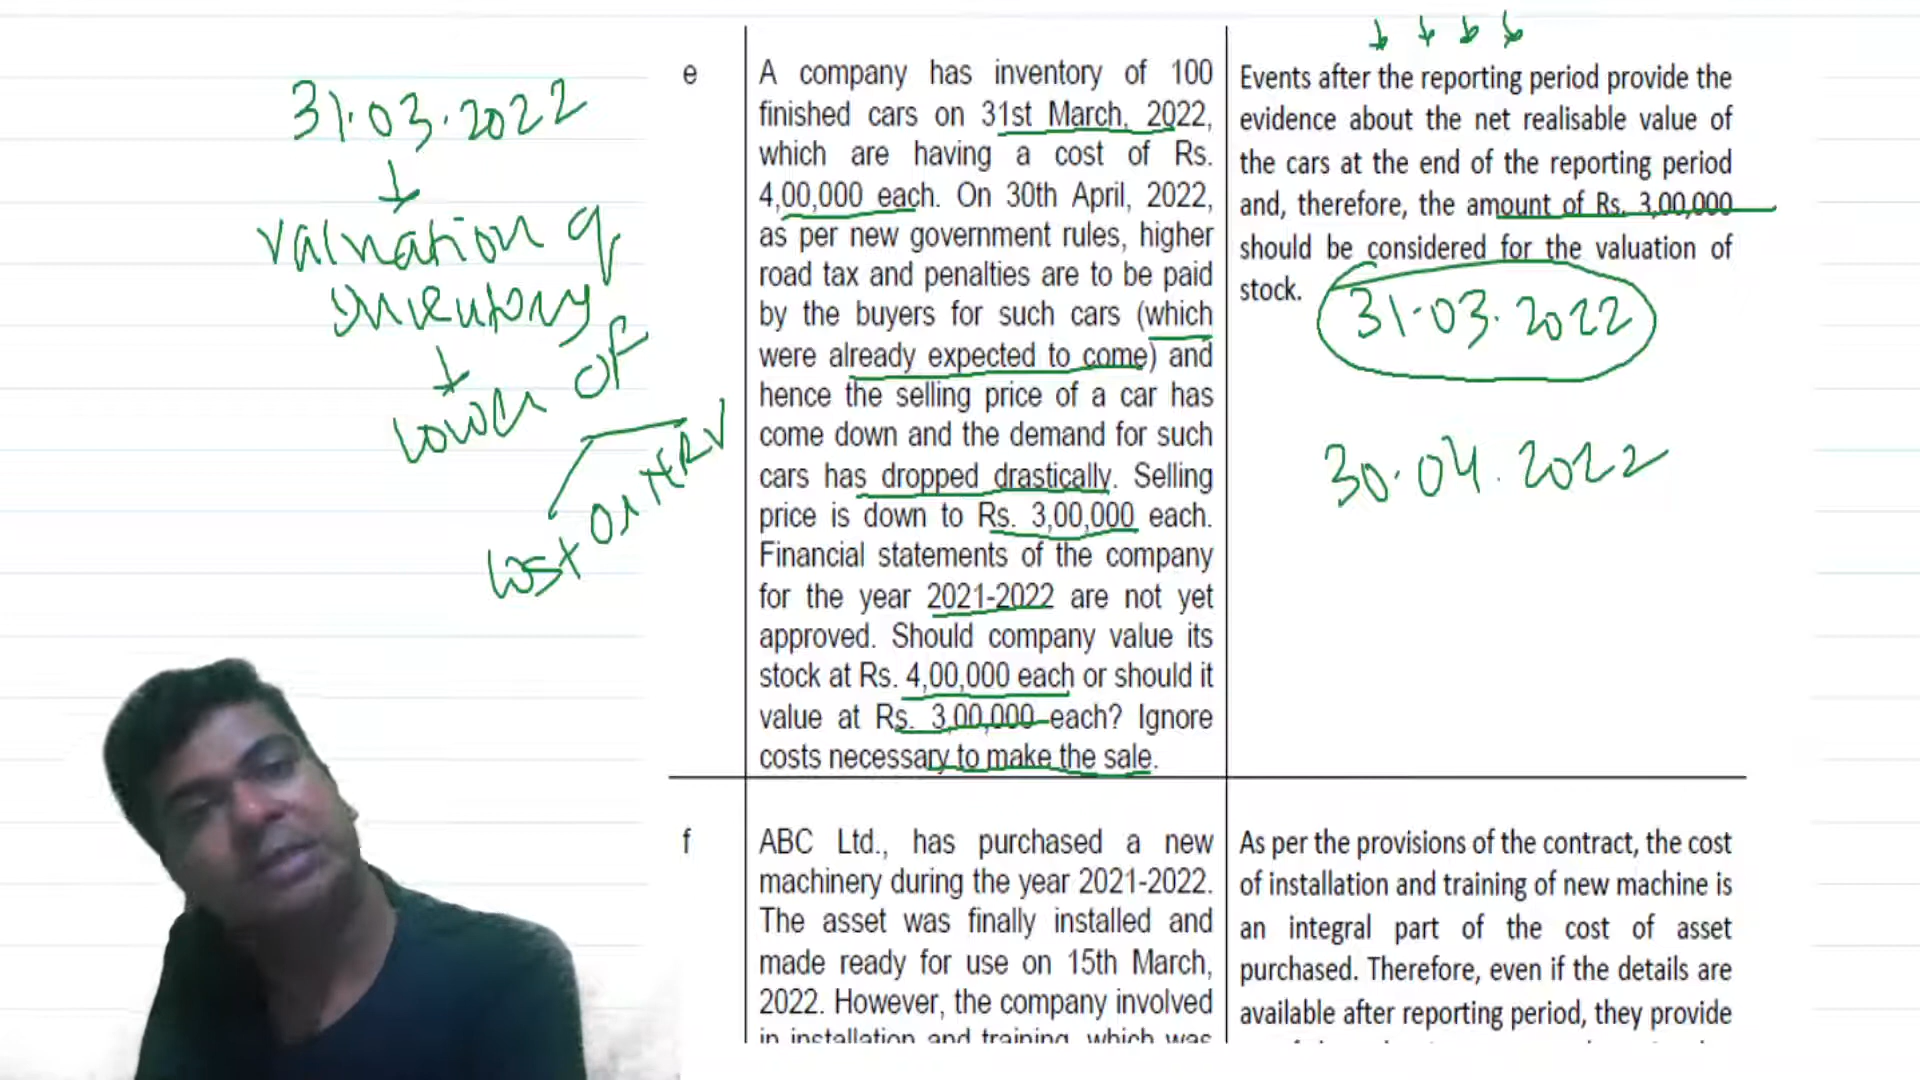 31.03.2022
valuation of
inventory
lower of
cost or NRV
e
A company has inventory of 100
finished cars on 31st March, 2022,
which are having a cost of Rs.
4,00,000 each. On 30th April, 2022,
as per new government rules, higher
road tax and penalties are to be paid
by the buyers for such cars (which
were already expected to come) and
hence the selling price of a car has
come down and the demand for such
cars has dropped drastically. Selling
price is down to Rs. 3,00,000 each.
Financial statements of the company
for the year 2021-2022 are not yet
approved. Should company value its
stock at Rs. 4,00,000 each or should it
value at Rs. 3,00,000 each? Ignore
costs necessary to make the sale.
Events after the reporting period provide the
evidence about the net realisable value of
the cars at the end of the reporting period
and, therefore, the amount of Rs. 3,00,000
should be considered for the valuation of
stock.
31.03.2022
30.04.2022
f
ABC Ltd., has purchased a new
machinery during the year 2021-2022.
The asset was finally installed and
made ready for use on 15th March,
2022. However, the company involved
in installation and training, which was
As per the provisions of the contract, the cost
of installation and training of new machine is
an integral part of the cost of asset
purchased. Therefore, even if the details are
available after reporting period, they provide